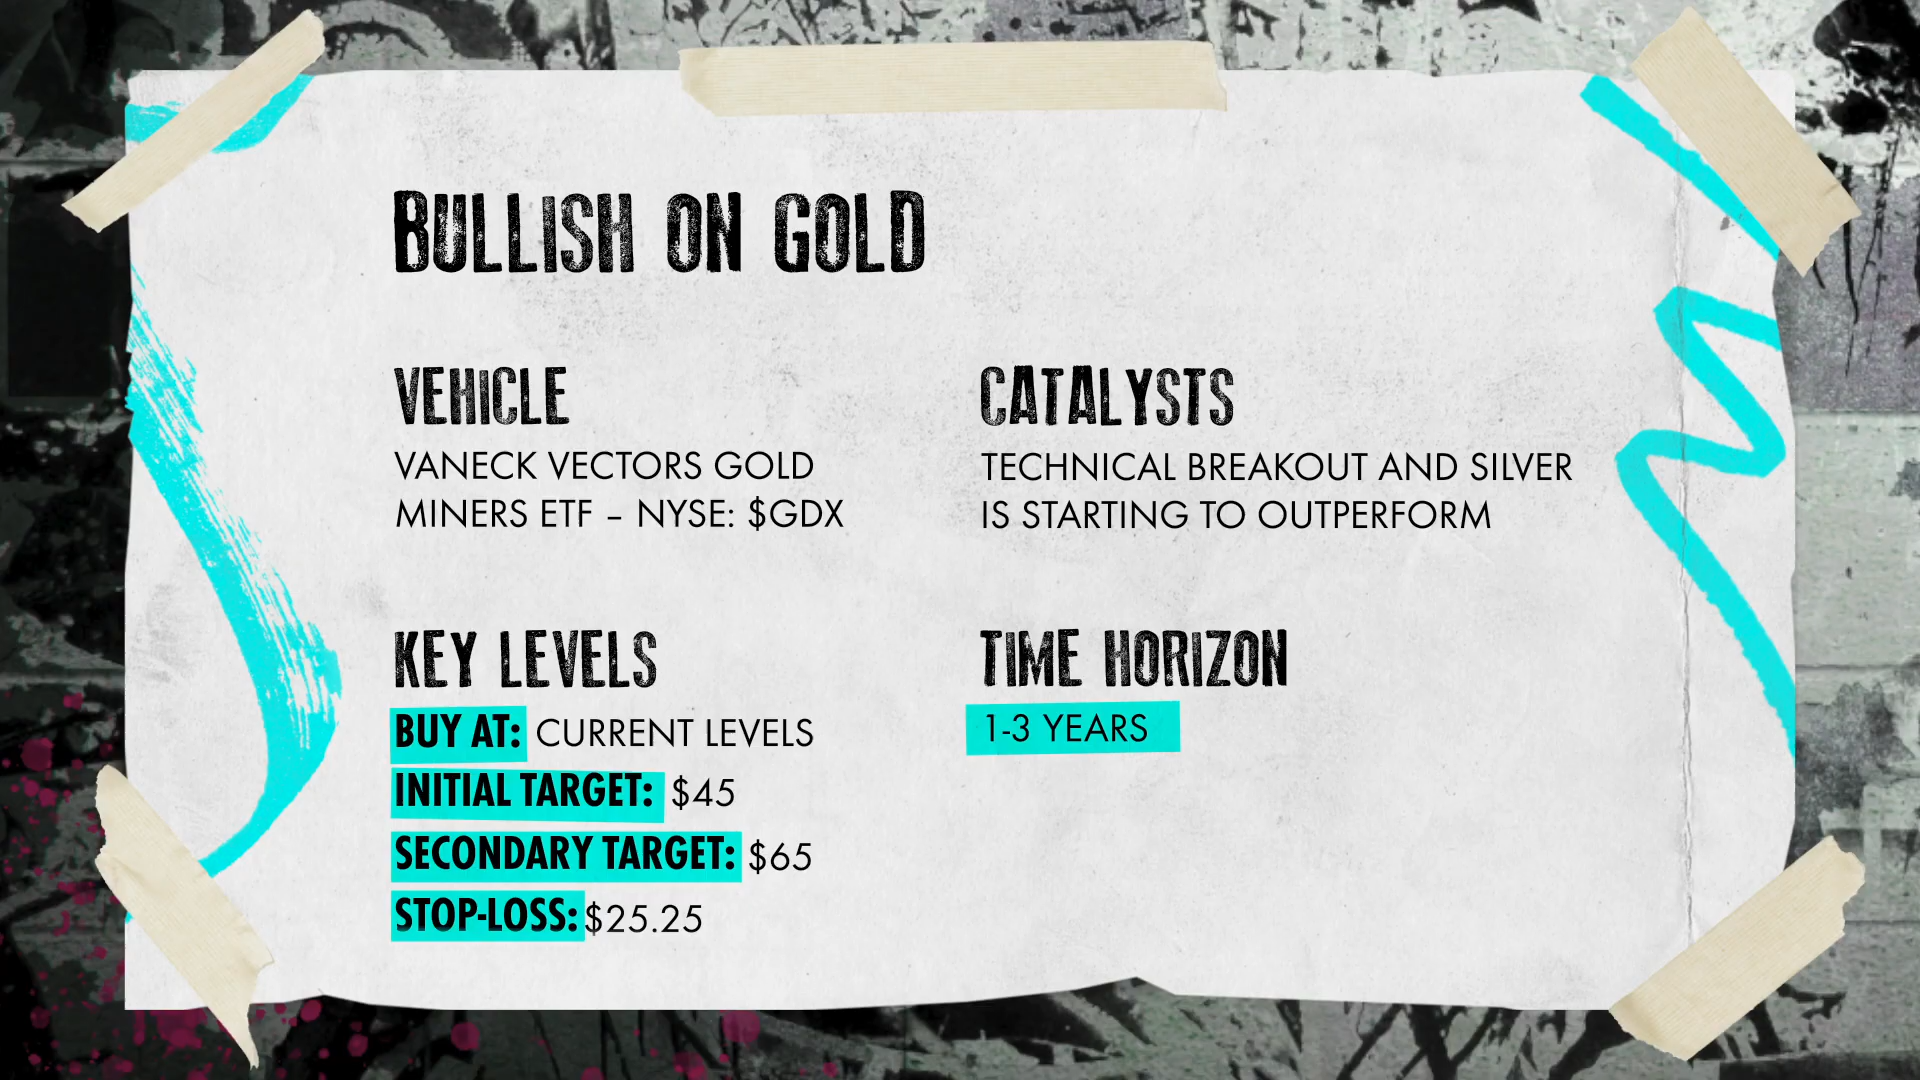 BULLISH ON GOLD
VEHICLE
VANECK VECTORS GOLD
MINERS ETF – NYSE: $GDX
CATALYSTS
TECHNICAL BREAKOUT AND SILVER
IS STARTING TO OUTPERFORM
KEY LEVELS
BUY AT: CURRENT LEVELS
INITIAL TARGET: $45
SECONDARY TARGET: $65
STOP-LOSS: $25.25
TIME HORIZON
1-3 YEARS